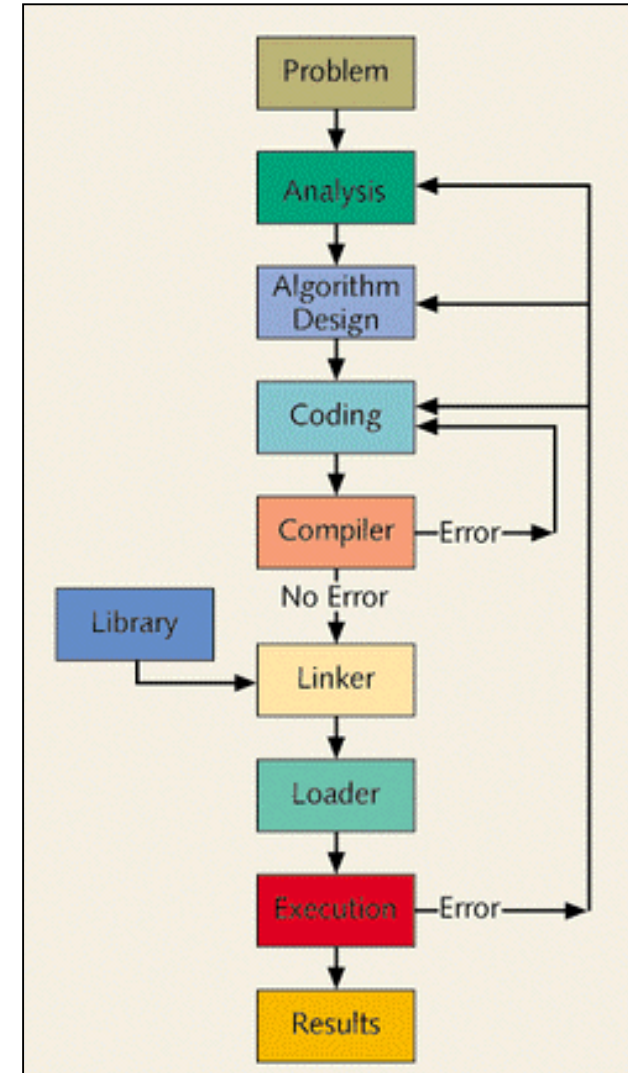 Problem
Analysis
Algorithm
Design
Coding
Compiler
Error
No Error
Library
Linker
Loader
Execution
Error
Results